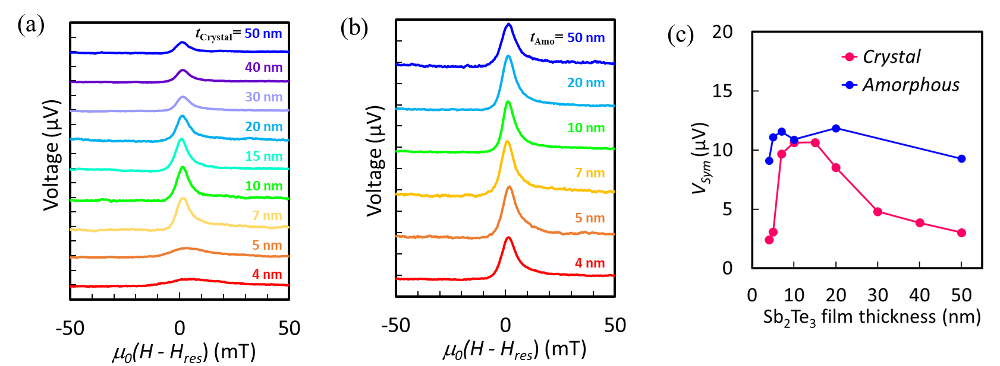 (a)
tCrystal= 50 nm
40 nm
30 nm
20 nm
15 nm
10 nm
7 nm
5 nm
4 nm
Voltage (µV)
-50 0 50
µ0(H - Hres) (mT)
(b)
tAmo= 50 nm
20 nm
10 nm
7 nm
5 nm
4 nm
Voltage (µV)
-50 0 50
µ0(H - Hres) (mT)
(c)
20
15
10
5
0
VSym (µV)
Crystal
Amorphous
0 10 20 30 40 50
Sb2Te3 film thickness (nm)